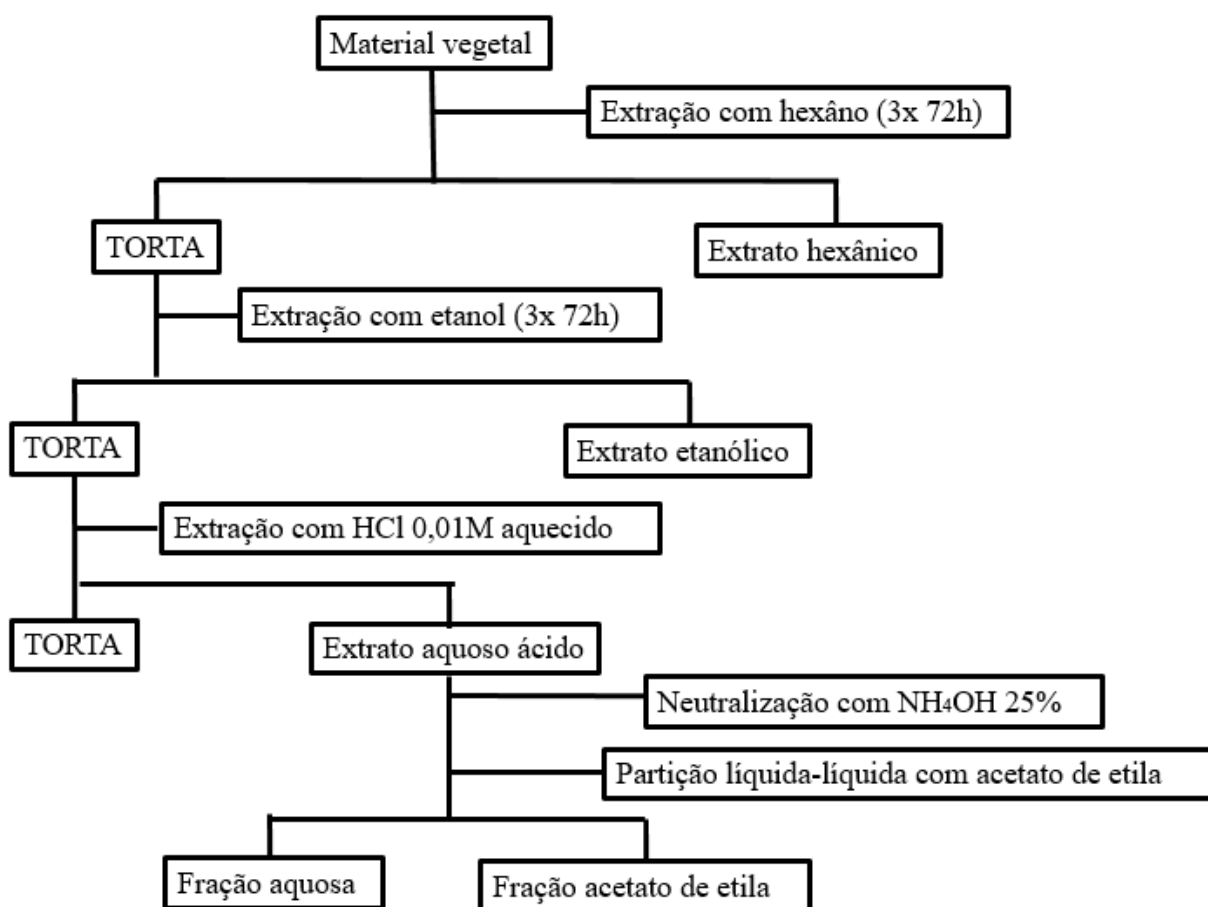 Material vegetal
Extração com hexâno (3x 72h)
TORTA
Extrato hexânico
Extração com etanol (3x 72h)
TORTA
Extrato etanólico
Extração com HCl 0,01M aquecido
TORTA
Extrato aquoso ácido
Neutralização com NH₄OH 25%
Partição líquida-líquida com acetato de etila
Fração aquosa
Fração acetato de etila